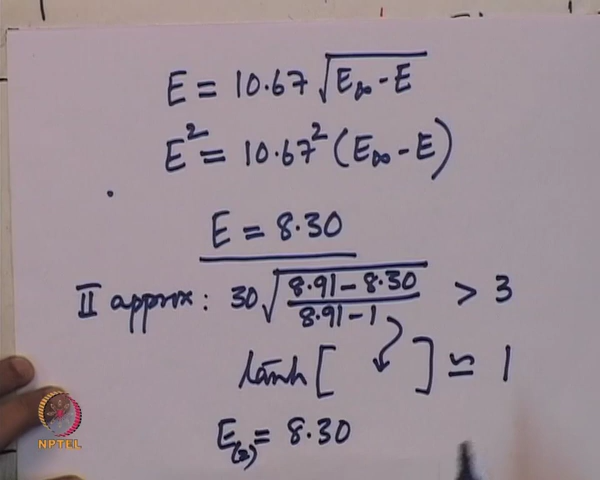 E = 10.67 √(E∞ - E)
E² = 10.67² (E∞ - E)
E = 8.30
II approx: 30 √((8.91 - 8.30)/(8.91 - 1)) > 3
tanh [ ] ≃ 1
E(2) = 8.30
NPTEL